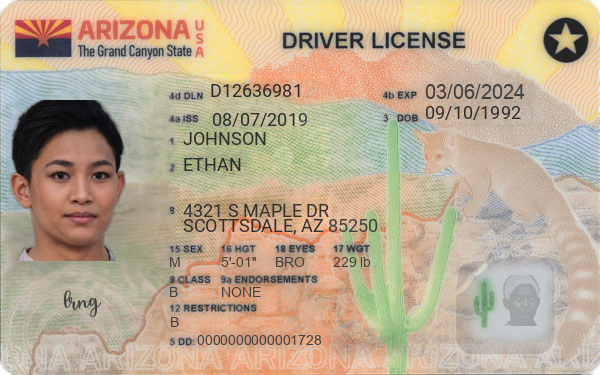 ARIZONA USA
The Grand Canyon State
DRIVER LICENSE
4d DLN D12636981
4b EXP 03/06/2024
4a ISS 08/07/2019
3 DOB 09/10/1992
1 JOHNSON
2 ETHAN
8 4321 S MAPLE DR
SCOTTSDALE, AZ 85250
15 SEX 16 HGT 18 EYES 17 WGT
M 5'-01" BRO 229 lb
9 CLASS 9a ENDORSEMENTS
B NONE
12 RESTRICTIONS
B
brng
5 DD: 0000000000001728
ARIZONA ARIZONA ARIZONA ARIZONA